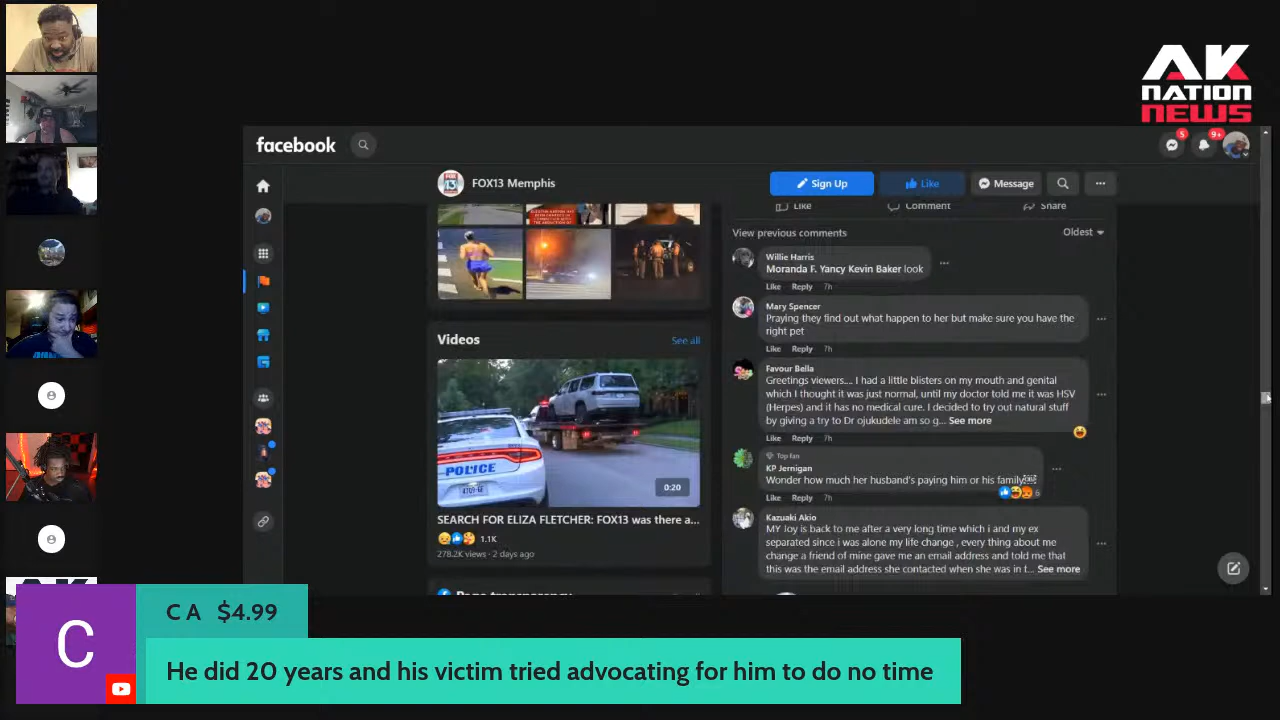 AK
NATION
NEWS
facebook
5
9+
FOX13 Memphis
Sign Up
Like
Message
Like
Comment
Share
View previous comments
Oldest
Willie Harris
Moranda F. Yancy Kevin Baker look
Like Reply 7h
Mary Spencer
Praying they find out what happen to her but make sure you have the
right pet
Like Reply 7h
Favour Bella
Greetings viewers.... I had a little blisters on my mouth and genital
which I thought it was just normal, until my doctor told me it was HSV
(Herpes) and it has no medical cure. I decided to try out natural stuff
by giving a try to Dr ojukudele am so g... See more
Like Reply 7h
Top fan
KP Jernigan
Wonder how much her husband's paying him or his family
6
Like Reply 7h
Kazuaki Akio
MY Joy is back to me after a very long time which i and my ex
separated since i was alone my life change , every thing about me
change a friend of mine gave me an email address and told me that
this was the email address she contacted when she was in t... See more
Videos
See all
POLICE
0:20
SEARCH FOR ELIZA FLETCHER: FOX13 was there a...
1.1K
278.2K views · 2 days ago
Page transparency
C
C A $4.99
He did 20 years and his victim tried advocating for him to do no time